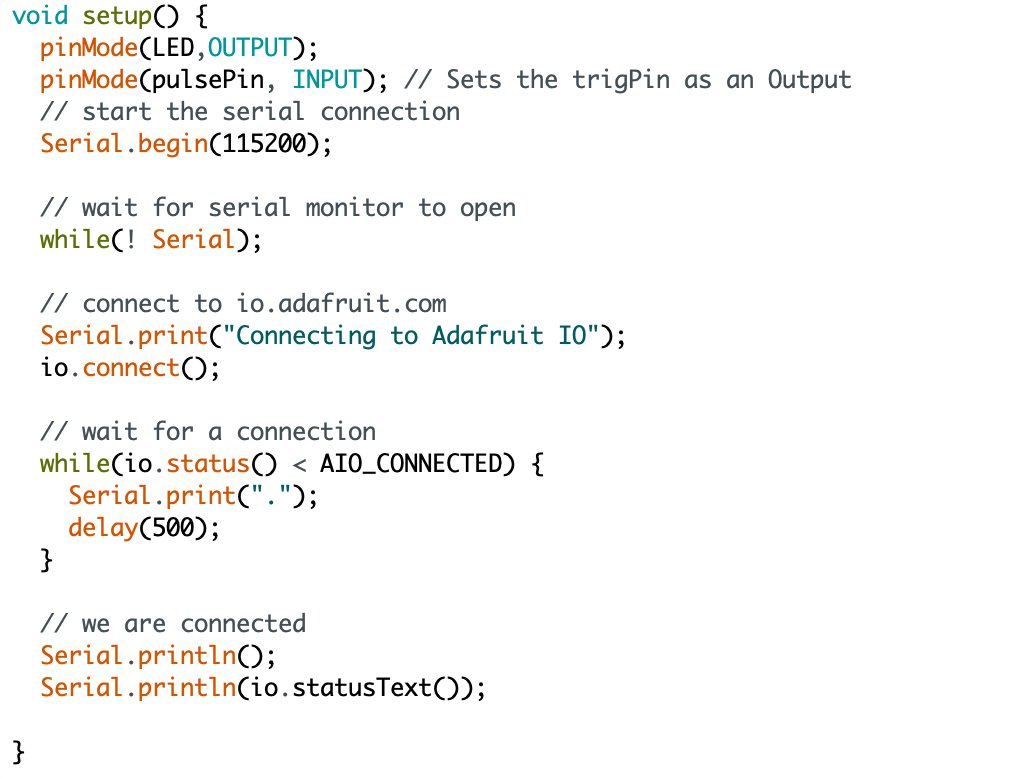 void setup() {
  pinMode(LED,OUTPUT);
  pinMode(pulsePin, INPUT); // Sets the trigPin as an Output
  // start the serial connection
  Serial.begin(115200);

  // wait for serial monitor to open
  while(! Serial);

  // connect to io.adafruit.com
  Serial.print("Connecting to Adafruit IO");
  io.connect();

  // wait for a connection
  while(io.status() < AIO_CONNECTED) {
    Serial.print(".");
    delay(500);
  }

  // we are connected
  Serial.println();
  Serial.println(io.statusText());

}